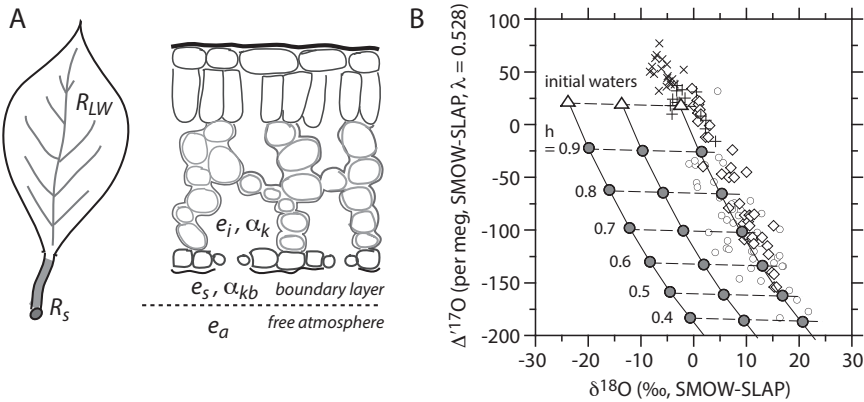 A
R_LW
R_s
e_i, α_k
e_s, α_kb boundary layer
e_a free atmosphere
B
Δ'¹⁷O (per meg, SMOW-SLAP, λ = 0.528)
100
50
0
-50
-100
-150
-200
initial waters
h = 0.9
0.8
0.7
0.6
0.5
0.4
-30 -20 -10 0 10 20 30
δ¹⁸O (‰, SMOW-SLAP)